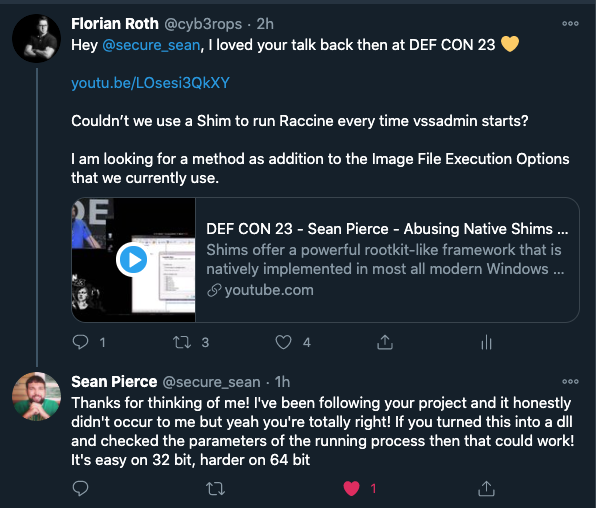 Florian Roth @cyb3rops · 2h
Hey @secure_sean, I loved your talk back then at DEF CON 23 💛
youtu.be/LOsesi3QkXY
Couldn't we use a Shim to run Raccine every time vssadmin starts?
I am looking for a method as addition to the Image File Execution Options
that we currently use.
DE
DEF CON 23 - Sean Pierce - Abusing Native Shims ...
Shims offer a powerful rootkit-like framework that is
natively implemented in most all modern Windows ...
youtube.com
1 3 4
Sean Pierce @secure_sean · 1h
Thanks for thinking of me! I've been following your project and it honestly
didn't occur to me but yeah you're totally right! If you turned this into a dll
and checked the parameters of the running process then that could work!
It's easy on 32 bit, harder on 64 bit
1